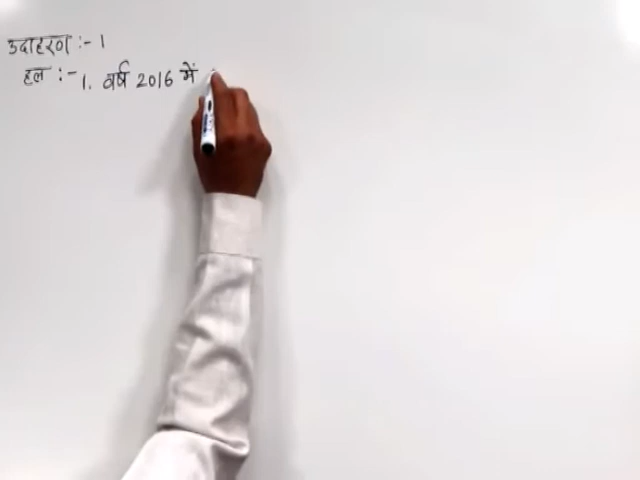 उदाहरण :- 1
हल :- 1. वर्ष 2016 में